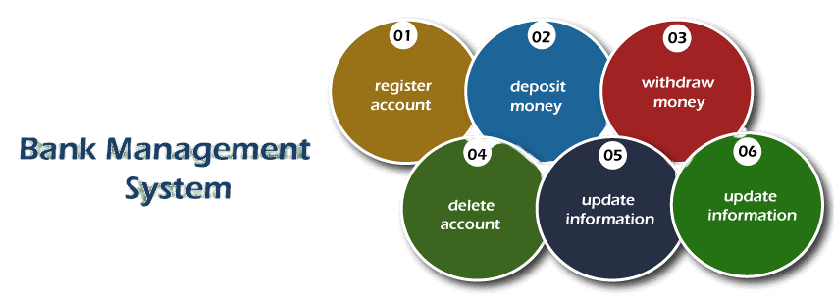 Bank Management
System
01
register
account
02
deposit
money
03
withdraw
money
04
delete
account
05
update
information
06
update
information